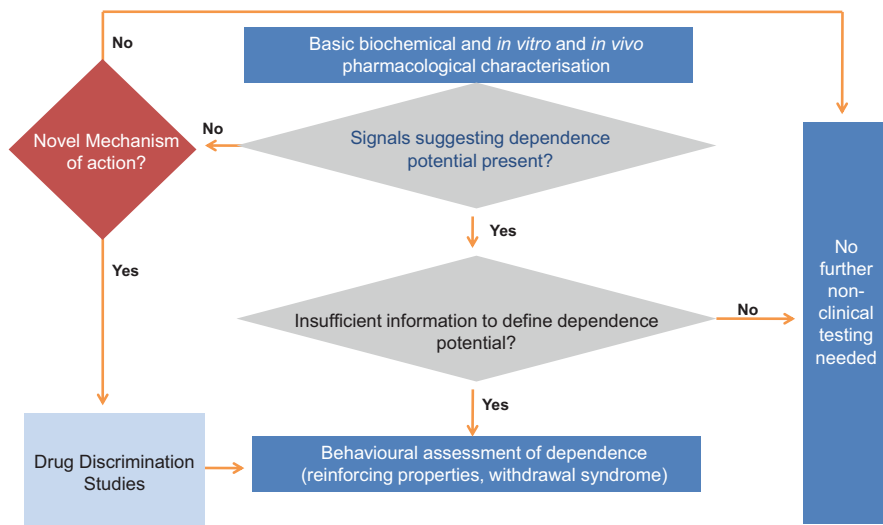 No
Basic biochemical and in vitro and in vivo
pharmacological characterisation
Novel Mechanism
of action?
No
Signals suggesting dependence
potential present?
Yes
Yes
No
further
non-
clinical
testing
needed
Insufficient information to define dependence
potential?
No
Yes
Drug Discrimination
Studies
Behavioural assessment of dependence
(reinforcing properties, withdrawal syndrome)